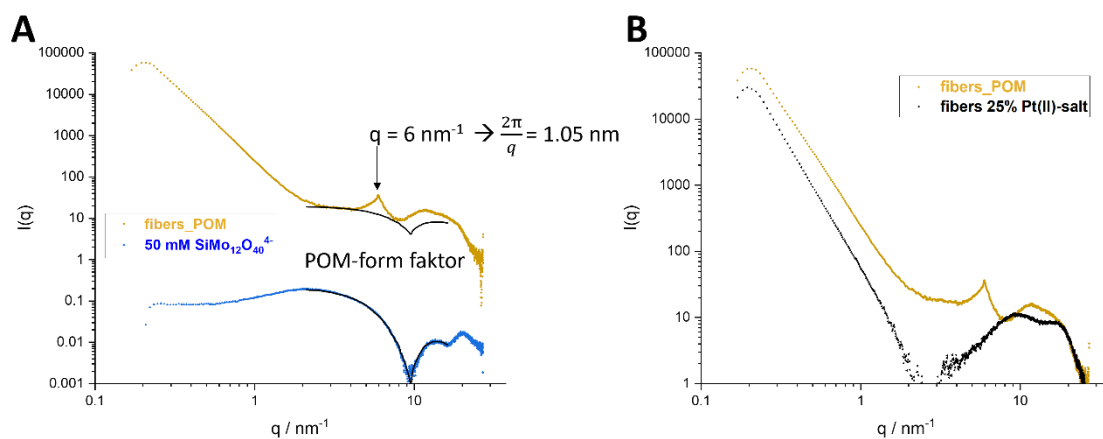 A
B
100000
10000
1000
100
10
1
0.1
0.01
0.001
I(q)
0.1
1
10
q / nm⁻¹
q = 6 nm⁻¹ → 2π/q = 1.05 nm
fibers_POM
50 mM SiMo₁₂O₄₀⁴⁻
POM-form faktor
100000
10000
1000
100
10
1
I(q)
0.1
1
10
q / nm⁻¹
fibers_POM
fibers 25% Pt(II)-salt